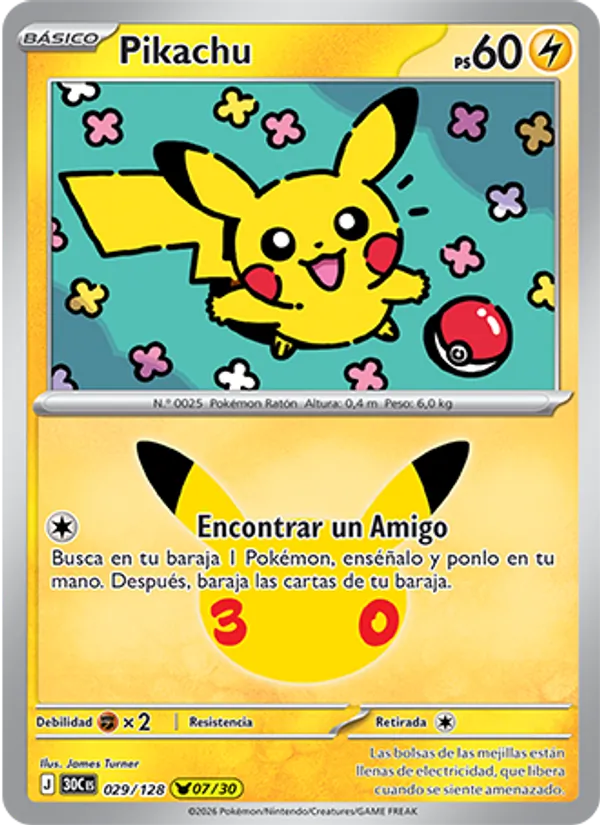 BÁSICO
Pikachu
PS60
N.º 0025 Pokémon Ratón Altura: 0,4 m Peso: 6,0 kg
Encontrar un Amigo
Busca en tu baraja 1 Pokémon, enséñalo y ponlo en tu
mano. Después, baraja las cartas de tu baraja.
3 0
Debilidad ×2 Resistencia Retirada
Ilus. James Turner
J 30C ES 029/128 07/30
Las bolsas de las mejillas están
llenas de electricidad, que libera
cuando se siente amenazado.
©2026 Pokémon/Nintendo/Creatures/GAME FREAK